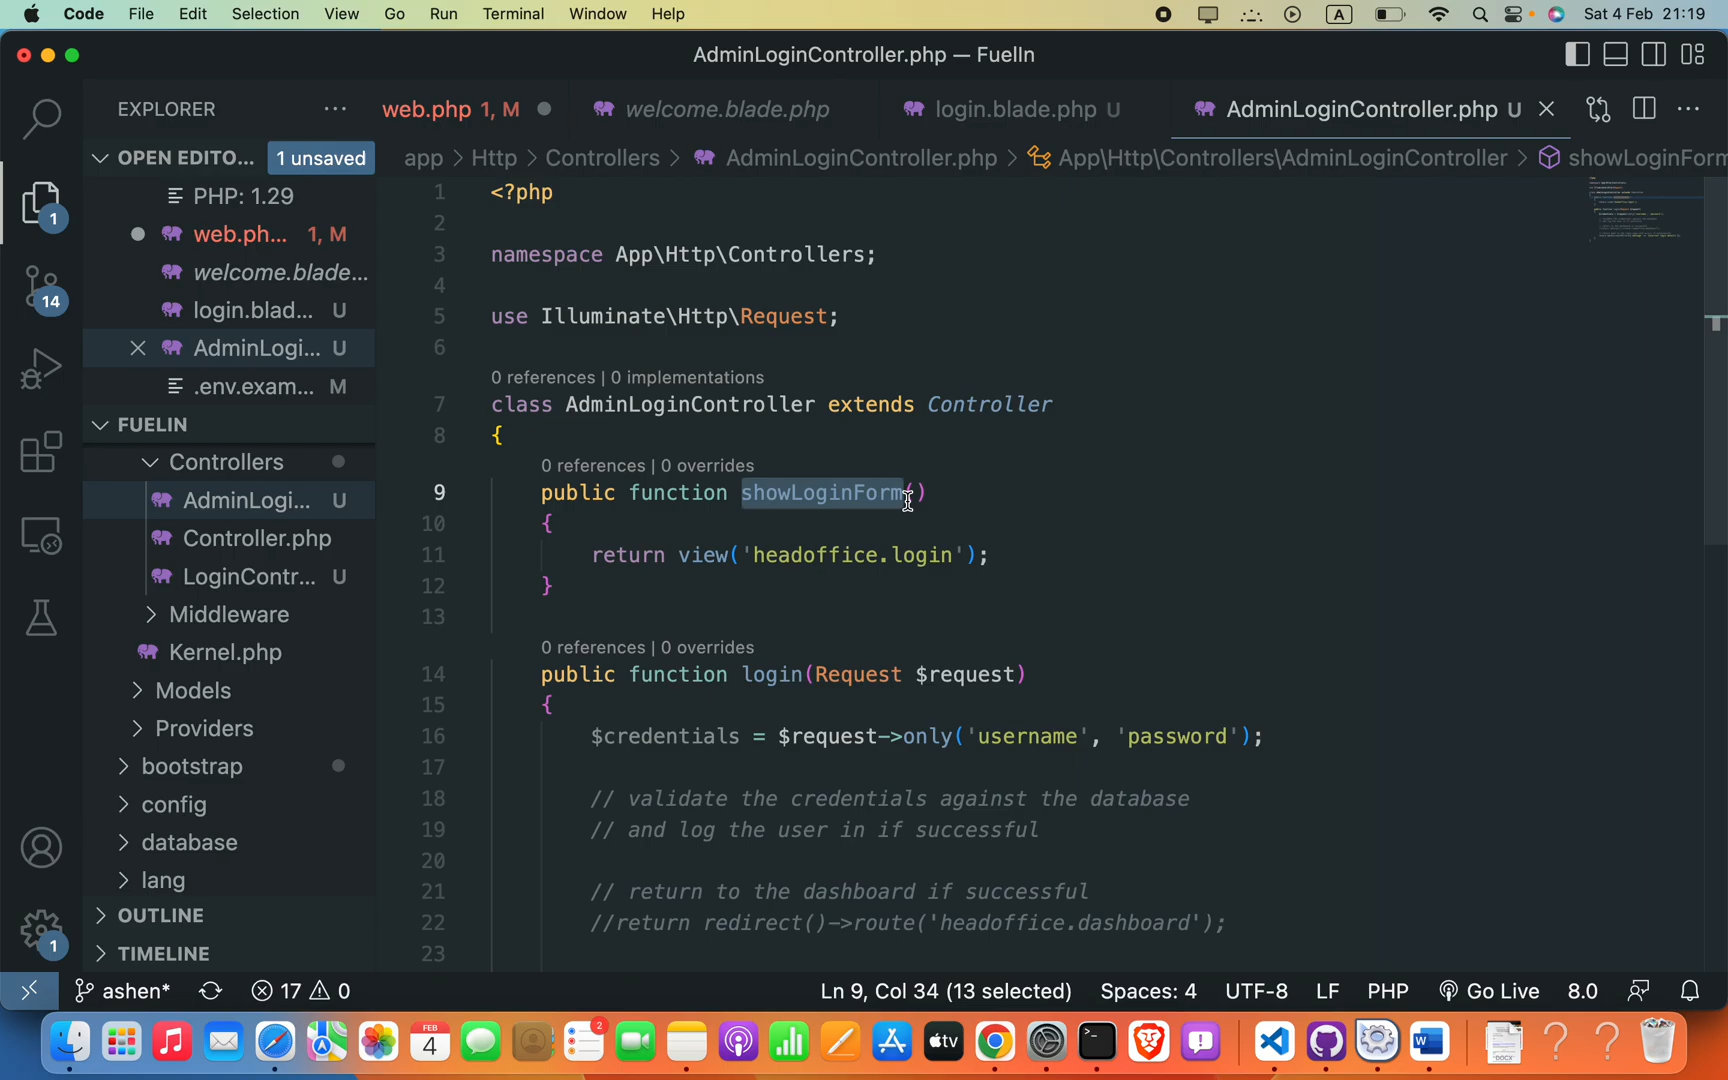 Code File Edit Selection View Go Run Terminal Window Help A Sat 4 Feb 21:19
AdminLoginController.php — FuelIn
EXPLORER
web.php 1, M
welcome.blade.php
login.blade.php U
AdminLoginController.php U
OPEN EDITO... 1 unsaved
app > Http > Controllers > AdminLoginController.php > App\Http\Controllers\AdminLoginController > showLoginForm
PHP: 1.29
web.ph... 1, M
welcome.blade...
login.blad... U
AdminLogi... U
.env.exam... M
FUELIN
Controllers
AdminLogi... U
Controller.php
LoginContr... U
Middleware
Kernel.php
Models
Providers
bootstrap
config
database
lang
OUTLINE
TIMELINE
1
14
1
1 <?php
2
3 namespace App\Http\Controllers;
4
5 use Illuminate\Http\Request;
6
0 references | 0 implementations
7 class AdminLoginController extends Controller
8 {
0 references | 0 overrides
9 public function showLoginForm()
10 {
11 return view('headoffice.login');
12 }
13
0 references | 0 overrides
14 public function login(Request $request)
15 {
16 $credentials = $request->only('username', 'password');
17
18 // validate the credentials against the database
19 // and log the user in if successful
20
21 // return to the dashboard if successful
22 //return redirect()->route('headoffice.dashboard');
23
ashen* 17 0 Ln 9, Col 34 (13 selected) Spaces: 4 UTF-8 LF PHP Go Live 8.0
FEB
4
2
tv
W
DOCX